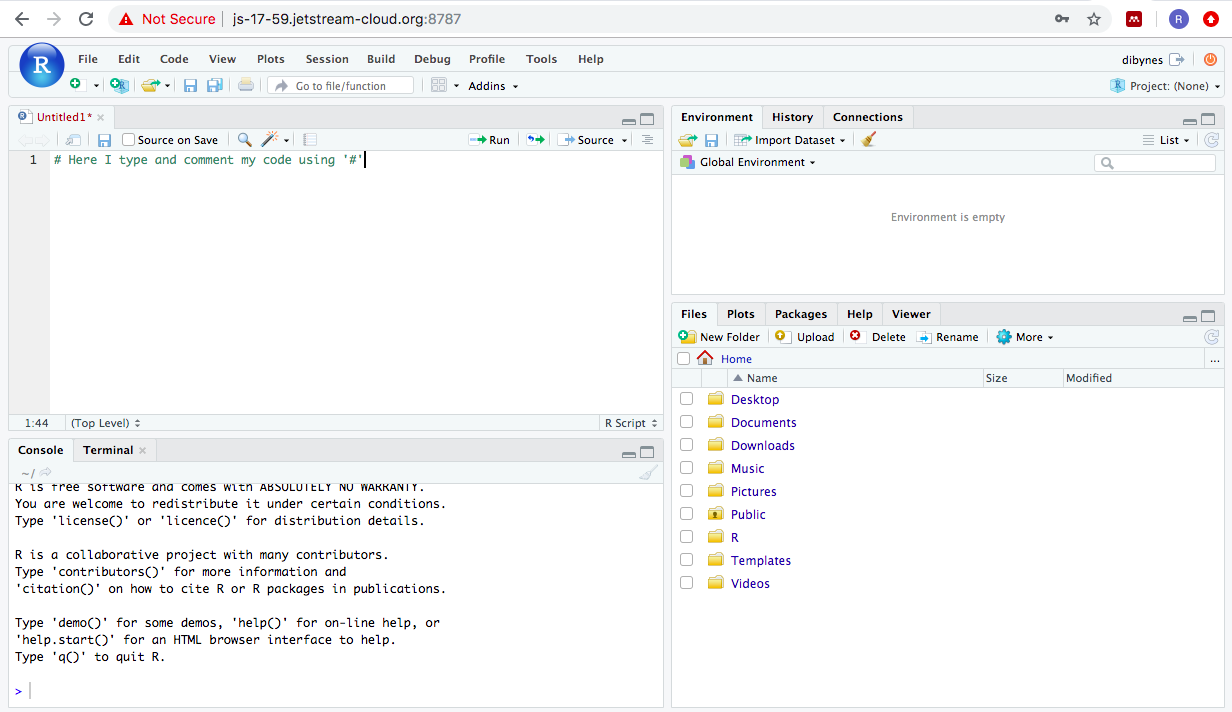 Not Secure js-17-59.jetstream-cloud.org:8787 R
R File Edit Code View Plots Session Build Debug Profile Tools Help dibynes
Go to file/function Addins Project: (None)
Untitled1*
Source on Save Run Source
1 # Here I type and comment my code using '#'
1:44 (Top Level) R Script
Console Terminal
~/
R is free software and comes with ABSOLUTELY NO WARRANTY.
You are welcome to redistribute it under certain conditions.
Type 'license()' or 'licence()' for distribution details.
R is a collaborative project with many contributors.
Type 'contributors()' for more information and
'citation()' on how to cite R or R packages in publications.
Type 'demo()' for some demos, 'help()' for on-line help, or
'help.start()' for an HTML browser interface to help.
Type 'q()' to quit R.
>
Environment History Connections
Import Dataset List
Global Environment
Environment is empty
Files Plots Packages Help Viewer
New Folder Upload Delete Rename More
Home ...
Name Size Modified
Desktop
Documents
Downloads
Music
Pictures
Public
R
Templates
Videos